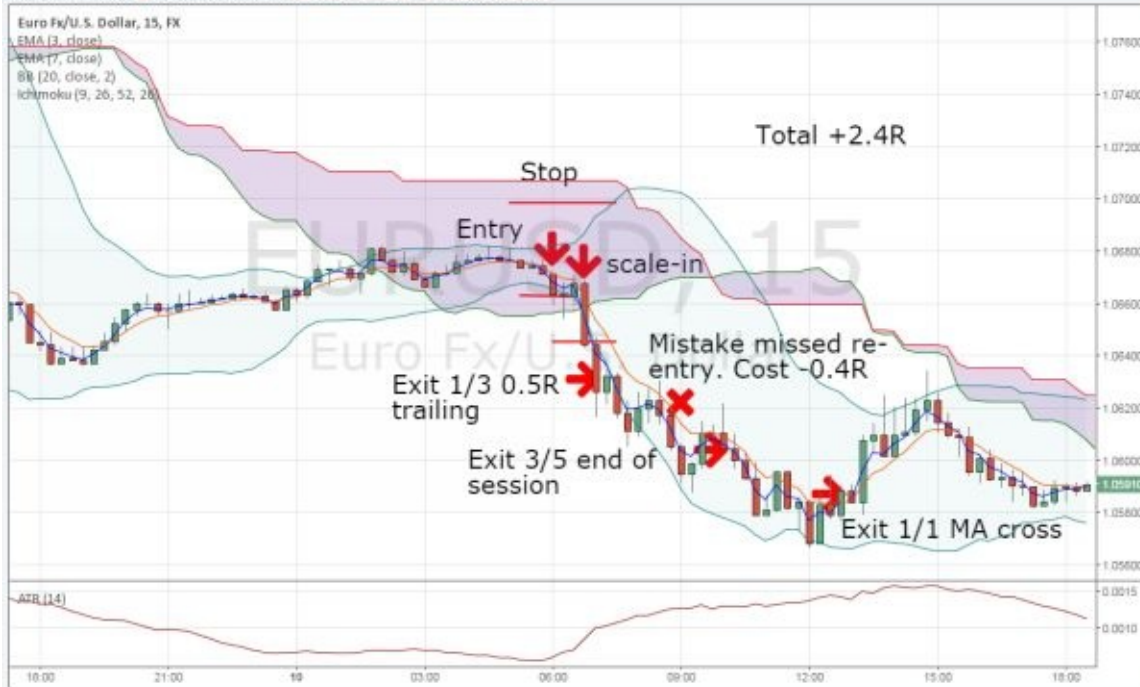 Euro Fx/U.S. Dollar, 15, FX
EMA (3, close)
EMA (7, close)
BB (20, close, 2)
Ichimoku (9, 26, 52, 26)
EURUSD, 15
Euro Fx/U.S. Dollar
Total +2.4R
Stop
Entry
scale-in
Mistake missed re-
entry. Cost -0.4R
Exit 1/3 0.5R
trailing
Exit 3/5 end of
session
Exit 1/1 MA cross
1.07600
1.07400
1.07200
1.07000
1.06800
1.06600
1.06400
1.06200
1.06000
1.05910
1.05800
1.05600
ATR (14)
0.0015
0.0010
18:00 21:00 10 03:00 06:00 09:00 12:00 15:00 18:00